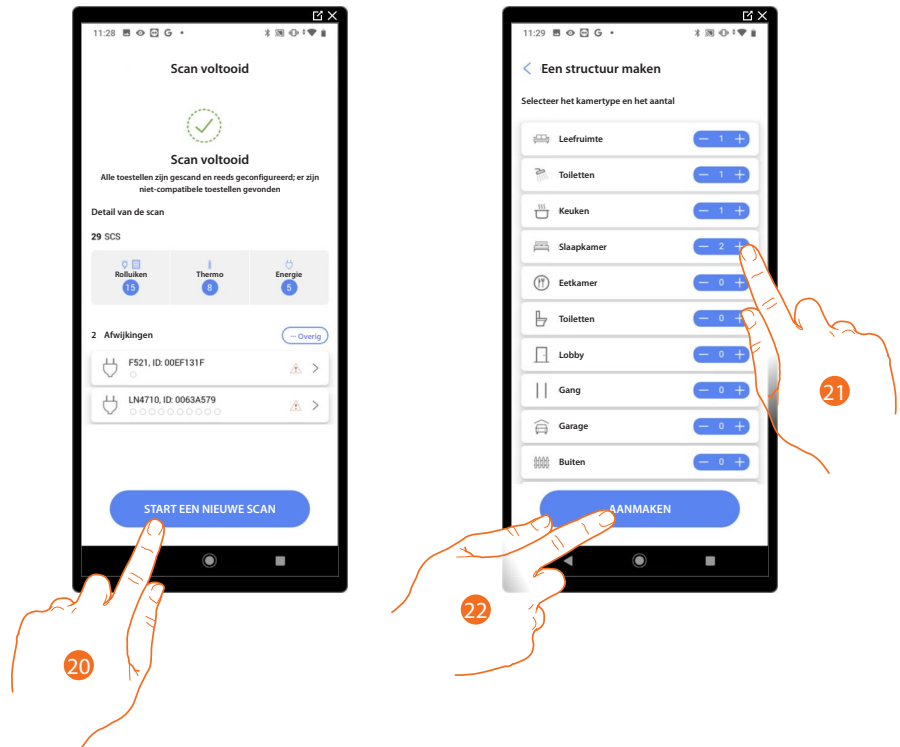 11:28 G
Scan voltooid
Scan voltooid
Alle toestellen zijn gescand en reeds geconfigureerd; er zijn
niet-compatibele toestellen gevonden
Detail van de scan
29 SCS
Rolluiken Thermo Energie
15 8 5
2 Afwijkingen ··· Overig
F521, ID: 00EF131F
LN4710, ID: 0063A579
START EEN NIEUWE SCAN
20
11:29 G
Een structuur maken
Selecteer het kamertype en het aantal
Leefruimte − 1 +
Toiletten − 1 +
Keuken − 1 +
Slaapkamer − 2 +
Eetkamer − 0 +
Toiletten − 0 +
Lobby − 0 +
Gang − 0 +
Garage − 0 +
Buiten − 0 +
21
AANMAKEN
22